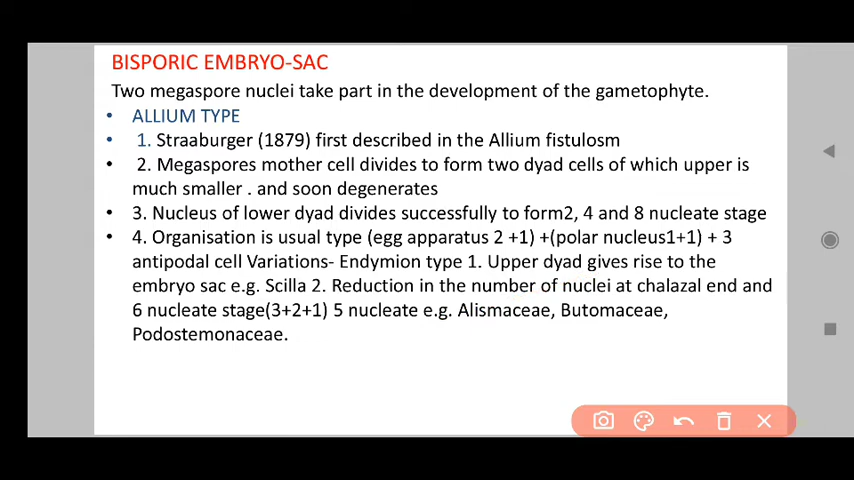 BISPORIC EMBRYO-SAC
Two megaspore nuclei take part in the development of the gametophyte.
• ALLIUM TYPE
• 1. Straaburger (1879) first described in the Allium fistulosm
• 2. Megaspores mother cell divides to form two dyad cells of which upper is
much smaller . and soon degenerates
• 3. Nucleus of lower dyad divides successfully to form2, 4 and 8 nucleate stage
• 4. Organisation is usual type (egg apparatus 2 +1) +(polar nucleus1+1) + 3
antipodal cell Variations- Endymion type 1. Upper dyad gives rise to the
embryo sac e.g. Scilla 2. Reduction in the number of nuclei at chalazal end and
6 nucleate stage(3+2+1) 5 nucleate e.g. Alismaceae, Butomaceae,
Podostemonaceae.